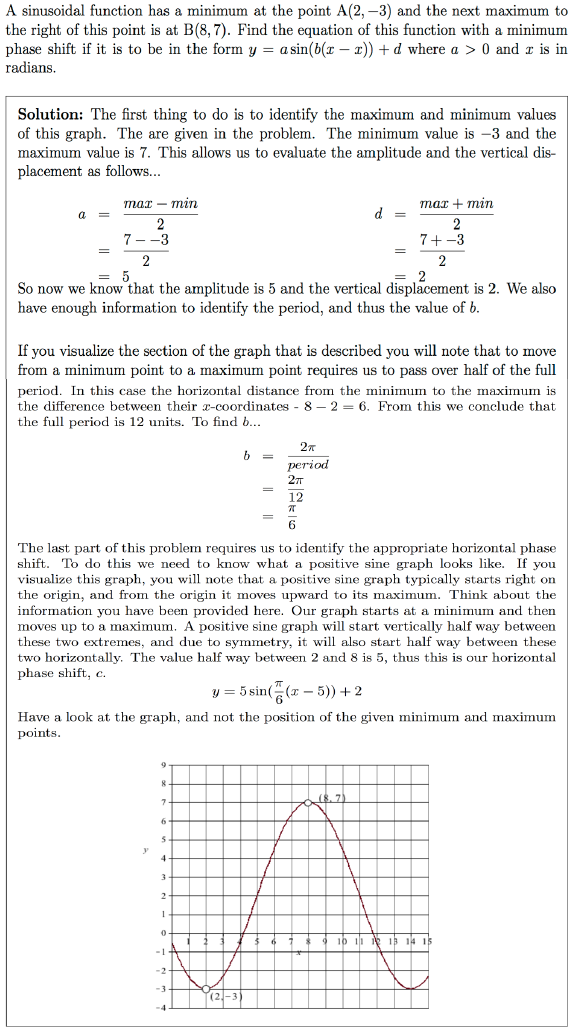 A sinusoidal function has a minimum at the point A(2, −3) and the next maximum to
the right of this point is at B(8, 7). Find the equation of this function with a minimum
phase shift if it is to be in the form y = a sin(b(x − x)) + d where a > 0 and x is in
radians.
Solution: The first thing to do is to identify the maximum and minimum values
of this graph. The are given in the problem. The minimum value is −3 and the
maximum value is 7. This allows us to evaluate the amplitude and the vertical dis-
placement as follows...
a = (max − min)/2
= (7 − −3)/2
= 5
d = (max + min)/2
= (7 + −3)/2
= 2
So now we know that the amplitude is 5 and the vertical displacement is 2. We also
have enough information to identify the period, and thus the value of b.
If you visualize the section of the graph that is described you will note that to move
from a minimum point to a maximum point requires us to pass over half of the full
period. In this case the horizontal distance from the minimum to the maximum is
the difference between their x-coordinates - 8 − 2 = 6. From this we conclude that
the full period is 12 units. To find b...
b = 2π/period
= 2π/12
= π/6
The last part of this problem requires us to identify the appropriate horizontal phase
shift. To do this we need to know what a positive sine graph looks like. If you
visualize this graph, you will note that a positive sine graph typically starts right on
the origin, and from the origin it moves upward to its maximum. Think about the
information you have been provided here. Our graph starts at a minimum and then
moves up to a maximum. A positive sine graph will start vertically half way between
these two extremes, and due to symmetry, it will also start half way between these
two horizontally. The value half way between 2 and 8 is 5, thus this is our horizontal
phase shift, c.
y = 5 sin(π/6(x − 5)) + 2
Have a look at the graph, and not the position of the given minimum and maximum
points.
9
8
(8, 7)
7
6
5
y
4
3
2
1
0
1 2 3 4 5 6 7 8 9 10 11 12 13 14 15
x
-1
-2
-3
(2,-3)
-4